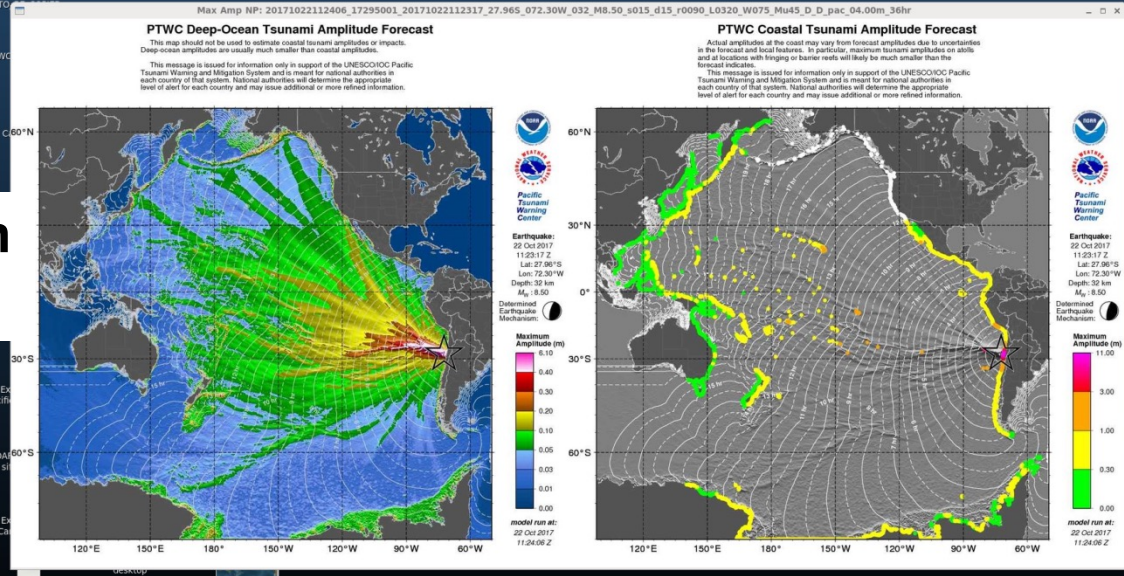 Max Amp NP: 20171022112406_17295001_20171022112317_27.96S_072.30W_032_M8.50_s015_d15_r0090_L0320_W075_Mu45_D_D_pac_04.00m_36hr
PTWC Deep-Ocean Tsunami Amplitude Forecast
This map should not be used to estimate coastal tsunami amplitudes or impacts.
Deep-ocean amplitudes are usually much smaller than coastal amplitudes.
This message is issued for information only in support of the UNESCO/IOC Pacific
Tsunami Warning and Mitigation System and is meant for national authorities in
each country of that system. National authorities will determine the appropriate
level of alert for each country and may issue additional or more refined information.
60°N
30°N
0°
30°S
60°S
120°E
150°E
180°
150°W
120°W
90°W
60°W
Pacific
Tsunami
Warning
Center
Earthquake:
22 Oct 2017
11:23:17 Z
Lat: 27.96°S
Lon: 72.30°W
Depth: 32 km
Mw : 8.50
Determined
Earthquake
Mechanism:
Maximum
Amplitude (m)
6.10
0.40
0.30
0.20
0.10
0.05
0.03
0.01
0.00
model run at:
22 Oct 2017
11:24:06 Z
PTWC Coastal Tsunami Amplitude Forecast
Actual amplitudes at the coast may vary from forecast amplitudes due to uncertainties
in the forecast and local features. In particular, maximum tsunami amplitudes on atolls
and at locations with fringing or barrier reefs will likely be much smaller than the
forecast indicates.
This message is issued for information only in support of the UNESCO/IOC Pacific
Tsunami Warning and Mitigation System and is meant for national authorities in
each country of that system. National authorities will determine the appropriate
level of alert for each country and may issue additional or more refined information.
60°N
30°N
0°
30°S
60°S
120°E
150°E
180°
150°W
120°W
90°W
60°W
Pacific
Tsunami
Warning
Center
Earthquake:
22 Oct 2017
11:23:17 Z
Lat: 27.96°S
Lon: 72.30°W
Depth: 32 km
Mw : 8.50
Determined
Earthquake
Mechanism:
Maximum
Amplitude (m)
11.00
3.00
1.00
0.30
0.00
model run at:
22 Oct 2017
11:24:06 Z
desktop